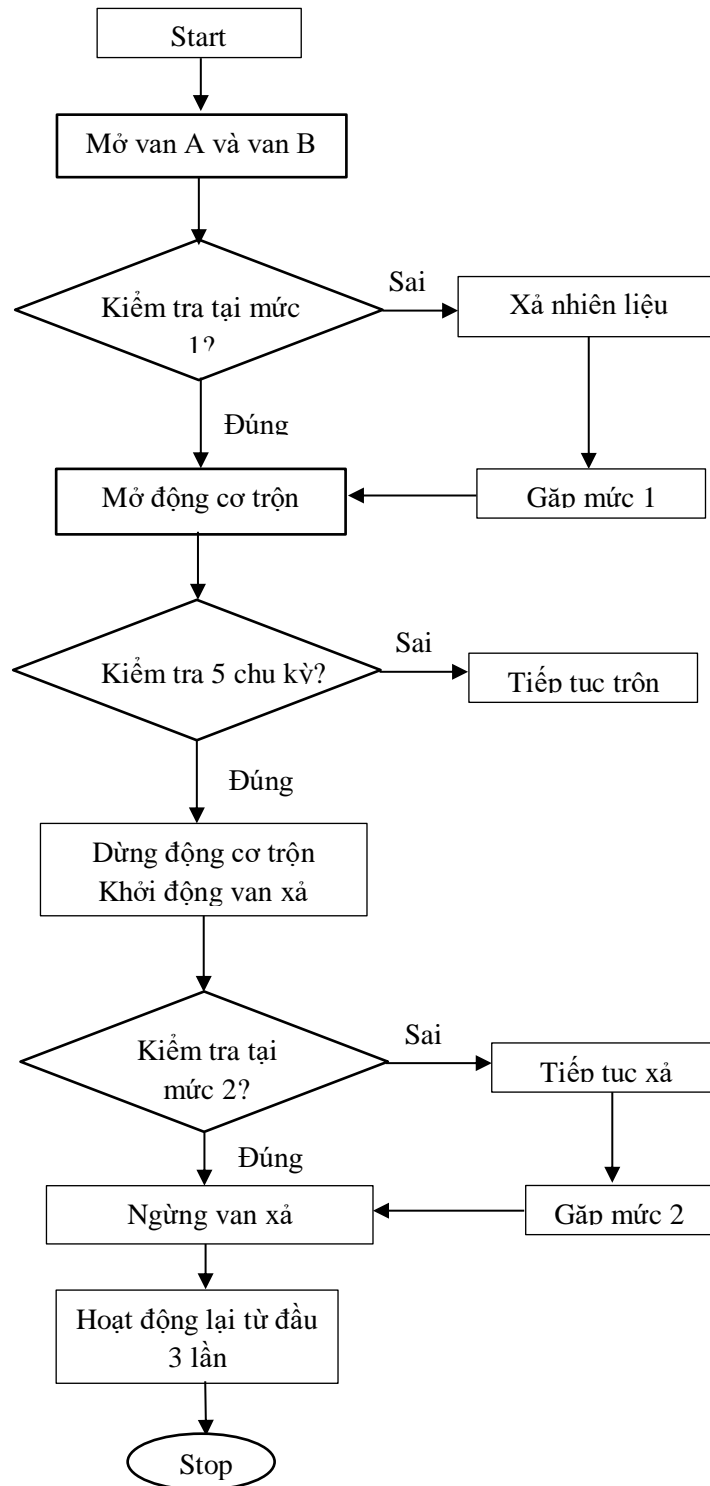 Start
Mở van A và van B
Kiểm tra tại mức
1?
Sai
Xả nhiên liệu
Đúng
Mở động cơ trộn
Gặp mức 1
Kiểm tra 5 chu kỳ?
Sai
Tiếp tục trộn
Đúng
Dừng động cơ trộn
Khởi động van xả
Kiểm tra tại
mức 2?
Sai
Tiếp tục xả
Đúng
Ngừng van xả
Gặp mức 2
Hoạt động lại từ đầu
3 lần
Stop